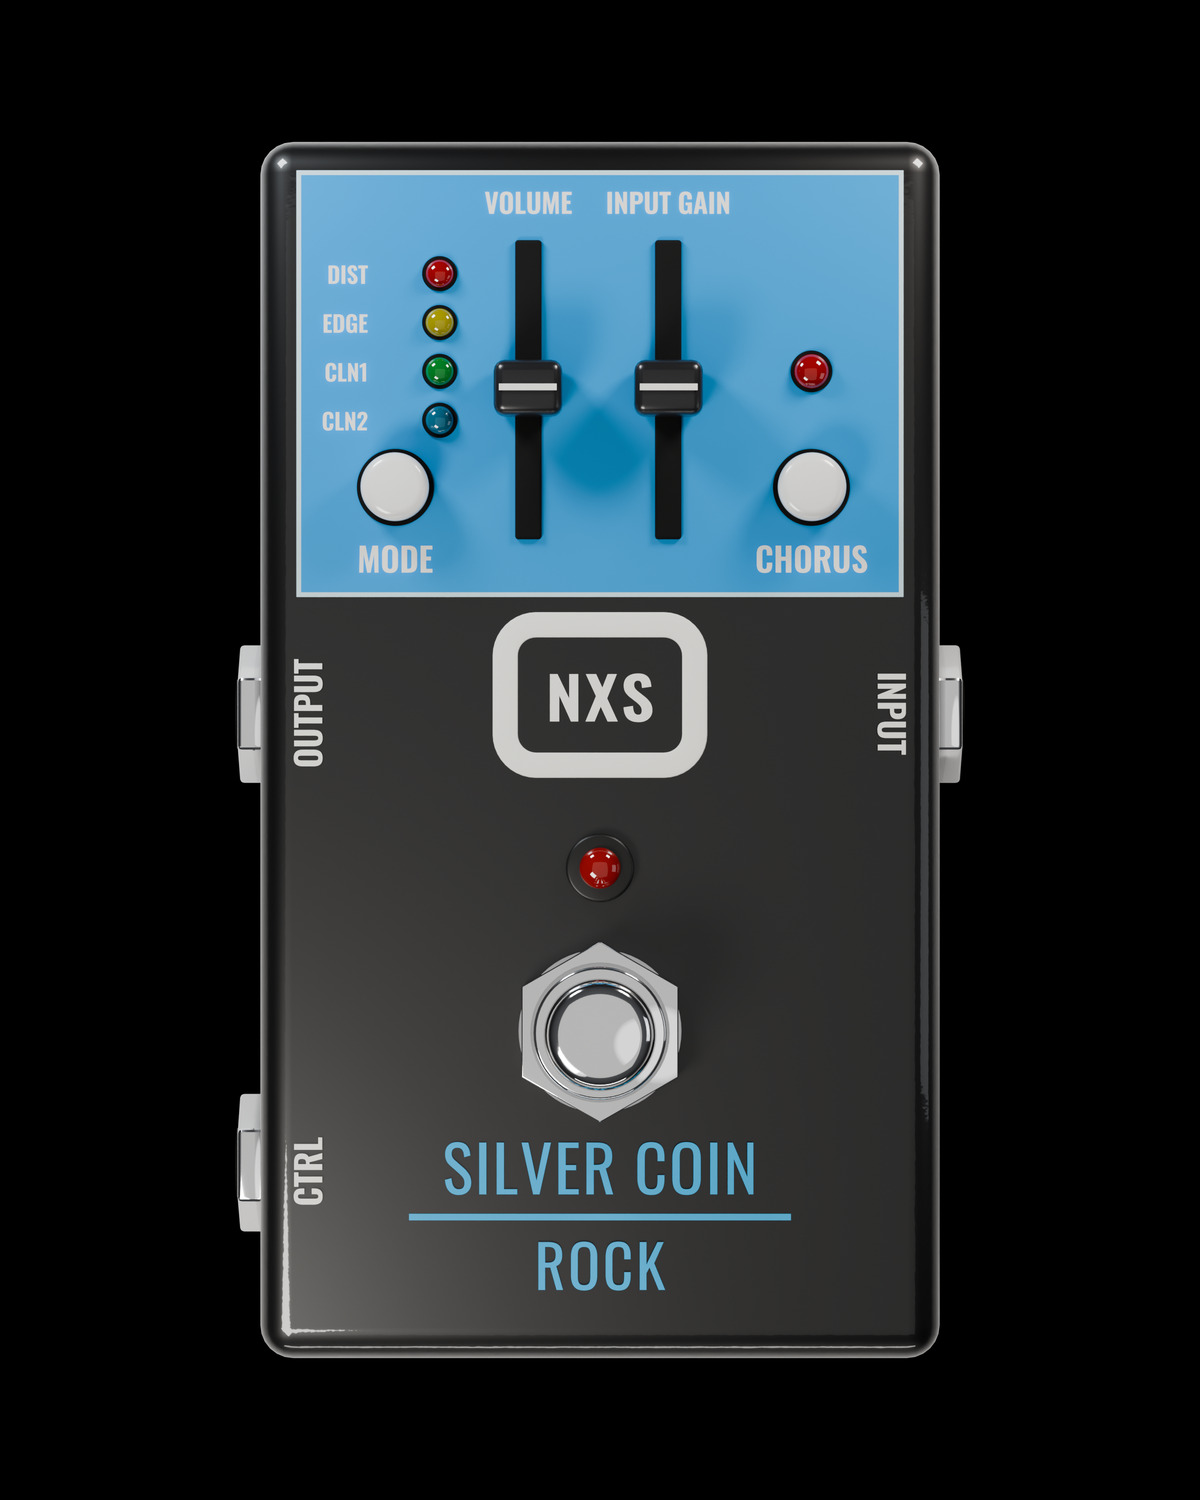 VOLUME
INPUT GAIN
DIST
EDGE
CLN1
CLN2
MODE
CHORUS
OUTPUT
NXS
INPUT
CTRL
SILVER COIN
ROCK